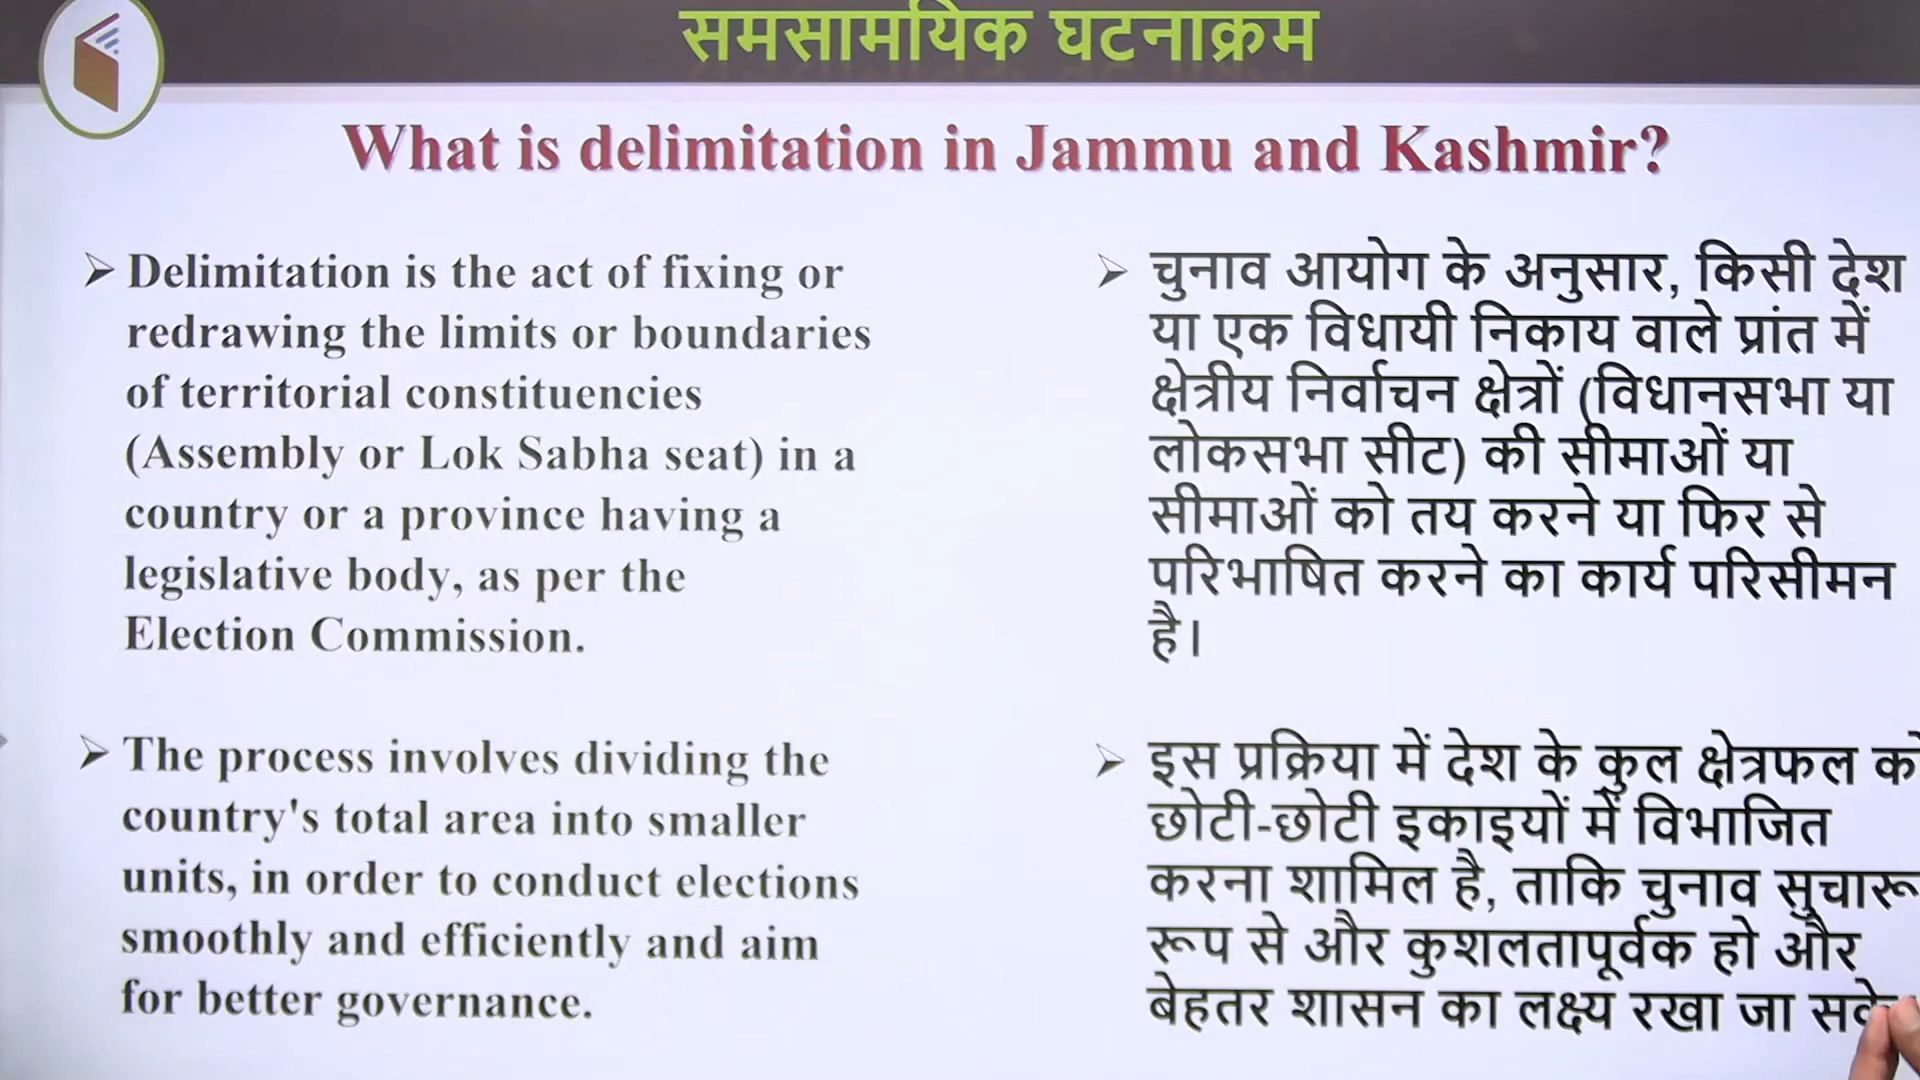 समसामयिक घटनाक्रम
What is delimitation in Jammu and Kashmir?
➢ Delimitation is the act of fixing or
redrawing the limits or boundaries
of territorial constituencies
(Assembly or Lok Sabha seat) in a
country or a province having a
legislative body, as per the
Election Commission.
➢ The process involves dividing the
country's total area into smaller
units, in order to conduct elections
smoothly and efficiently and aim
for better governance.
➢ चुनाव आयोग के अनुसार, किसी देश
या एक विधायी निकाय वाले प्रांत में
क्षेत्रीय निर्वाचन क्षेत्रों (विधानसभा या
लोकसभा सीट) की सीमाओं या
सीमाओं को तय करने या फिर से
परिभाषित करने का कार्य परिसीमन
है।
➢ इस प्रक्रिया में देश के कुल क्षेत्रफल को
छोटी-छोटी इकाइयों में विभाजित
करना शामिल है, ताकि चुनाव सुचारू
रूप से और कुशलतापूर्वक हो और
बेहतर शासन का लक्ष्य रखा जा